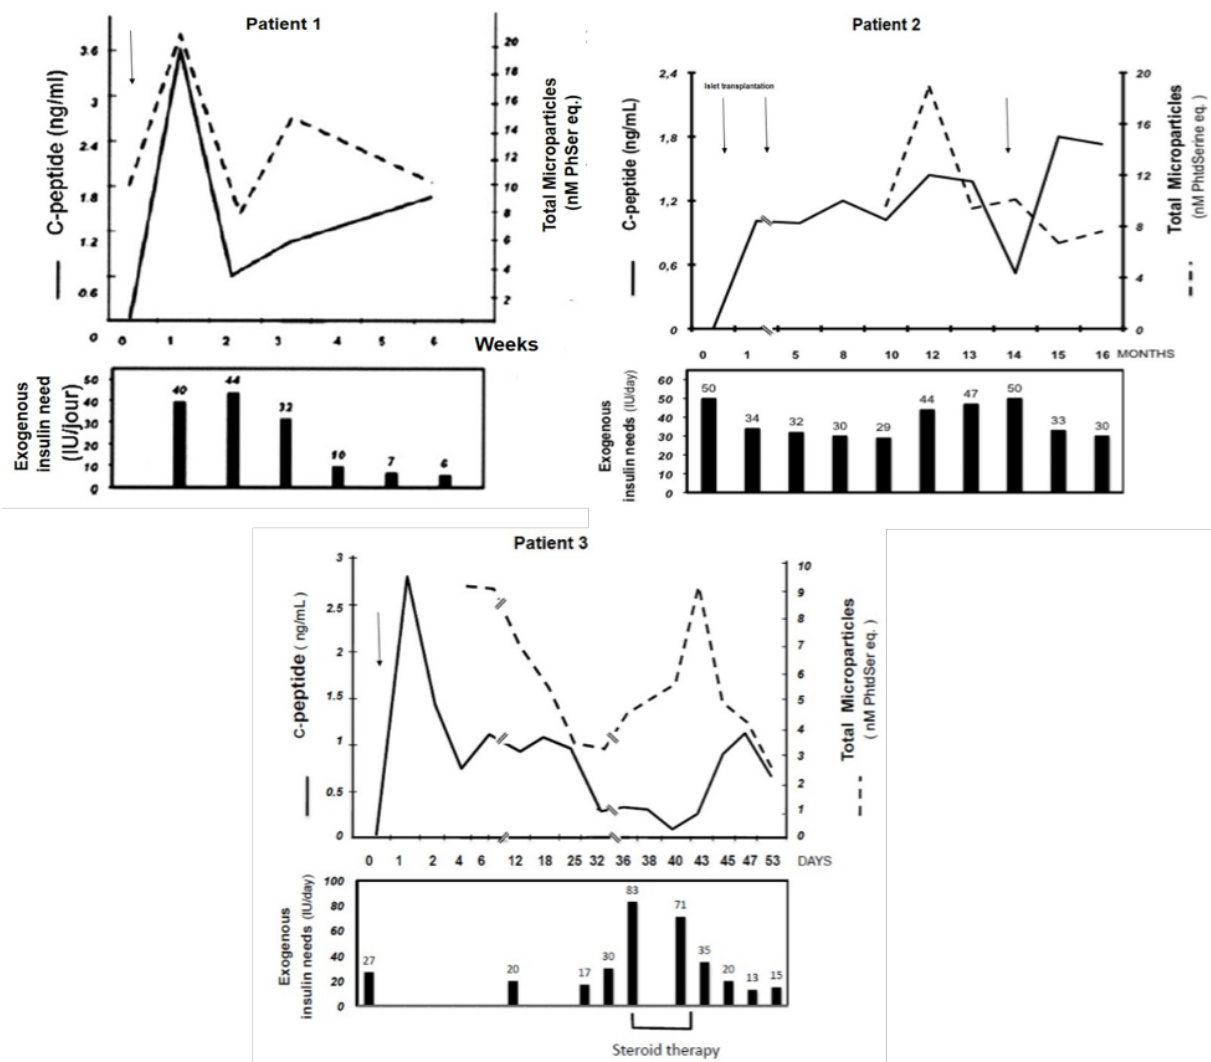 Patient 1
C-peptide (ng/ml)
3.6
3
2.4
1.8
1.2
0.6
0
20
18
16
14
12
10
8
6
4
2
Total Microparticles
(nM PhSer eq.)
0 1 2 3 4 5 6 Weeks
Exogenous
insulin need
(IU/jour)
50
40
30
20
10
0
40 44 32 10 7 6
Patient 2
Islet transplantation
C-peptide (ng/mL)
2,4
1,8
1,2
0,6
0
20
16
12
8
4
0
Total Microparticles
(nM PhtdSerine eq.)
0 1 5 8 10 12 13 14 15 16 MONTHS
Exogenous
insulin needs (IU/day)
60
50
40
30
20
10
0
50 34 32 30 29 44 47 50 33 30
Patient 3
C-peptide ( ng/mL)
3
2.5
2
1.5
1
0.5
0
10
9
8
7
6
5
4
3
2
1
0
Total Microparticles
( nM PhtdSer eq. )
0 1 2 4 6 12 18 25 32 36 38 40 43 45 47 53 DAYS
Exogenous
insulin needs (IU/day)
100
80
60
40
20
0
27 20 17 30 83 71 35 20 13 15
Steroid therapy